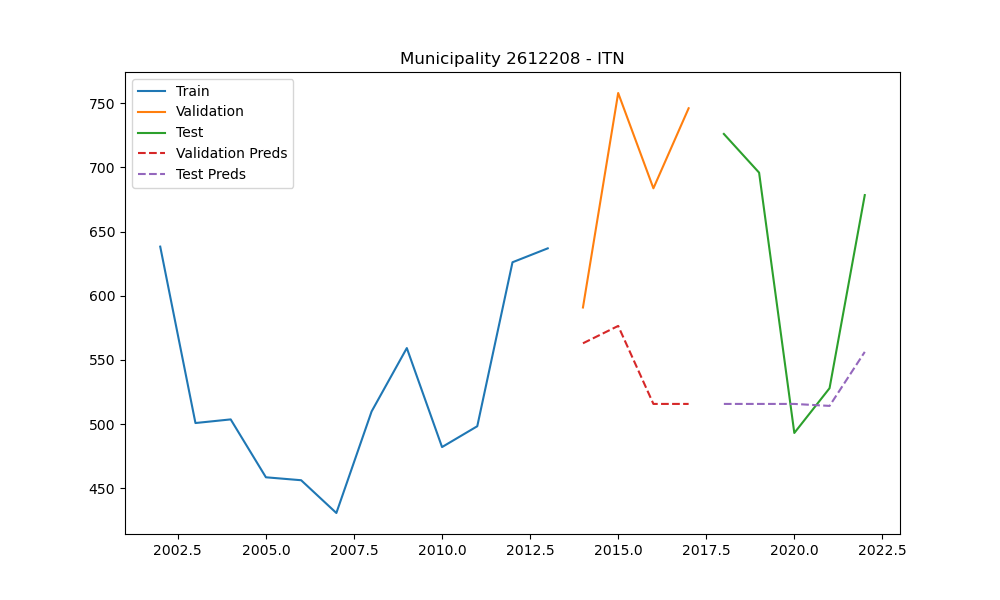 Municipality 2612208 - ITN
Train
Validation
Test
Validation Preds
Test Preds
750
700
650
600
550
500
450
2002.5 2005.0 2007.5 2010.0 2012.5 2015.0 2017.5 2020.0 2022.5